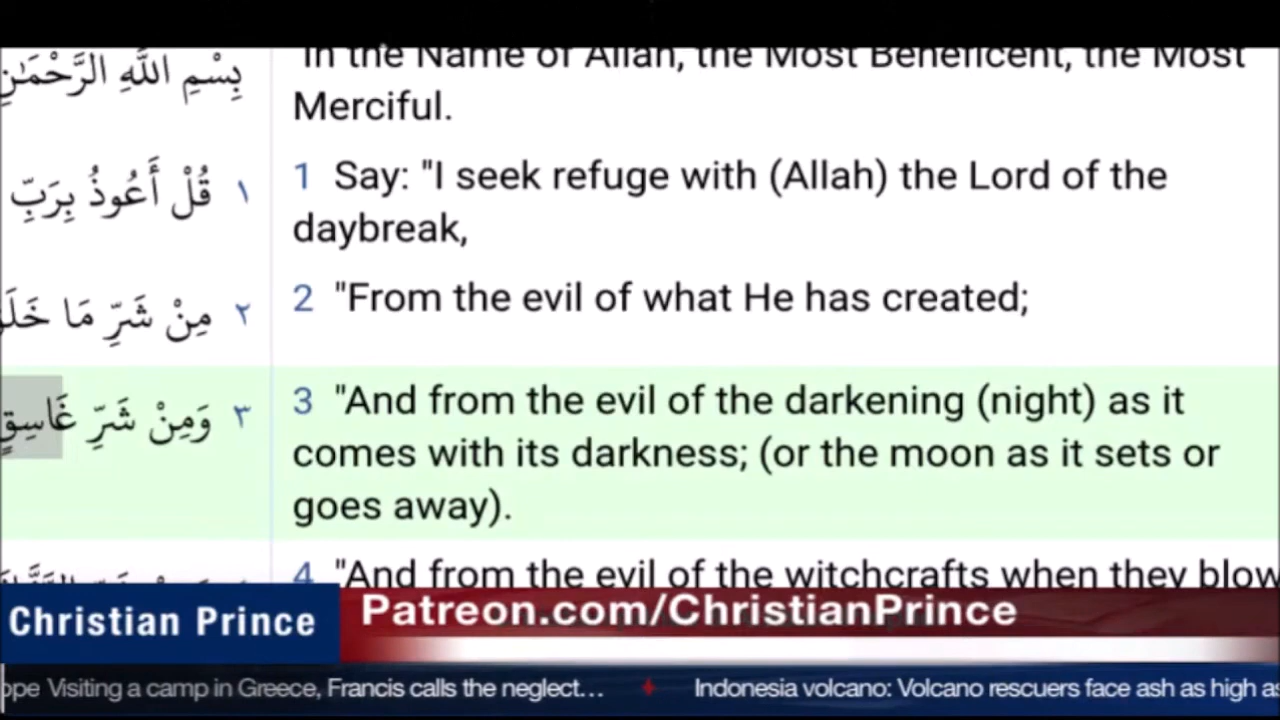 بِسْمِ اللَّهِ الرَّحْمَٰنِ
In the Name of Allah, the Most Beneficent, the Most
Merciful.
١ قُلْ أَعُوذُ بِرَبِّ
1 Say: "I seek refuge with (Allah) the Lord of the
daybreak,
٢ مِنْ شَرِّ مَا خَلَقَ
2 "From the evil of what He has created;
٣ وَمِنْ شَرِّ غَاسِقٍ
3 "And from the evil of the darkening (night) as it
comes with its darkness; (or the moon as it sets or
goes away).
4 "And from the evil of the witchcrafts when they blow
Christian Prince
Patreon.com/ChristianPrince
ope Visiting a camp in Greece, Francis calls the neglect... Indonesia volcano: Volcano rescuers face ash as high as